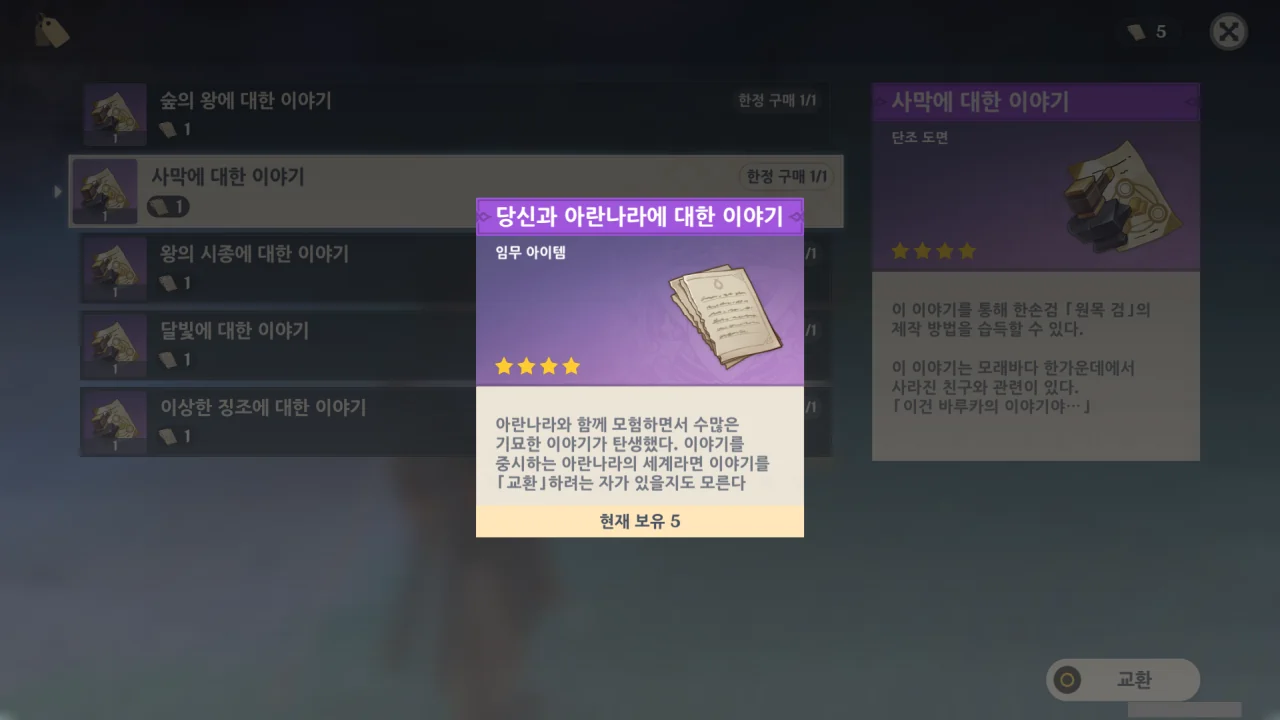 5
숲의 왕에 대한 이야기
한정 구매 1/1
1
1
사막에 대한 이야기
한정 구매 1/1
1
1
왕의 시종에 대한 이야기
/1
1
1
달빛에 대한 이야기
/1
1
1
이상한 징조에 대한 이야기
/1
1
1
당신과 아란나라에 대한 이야기
임무 아이템
아란나라와 함께 모험하면서 수많은
기묘한 이야기가 탄생했다. 이야기를
중시하는 아란나라의 세계라면 이야기를
「교환」하려는 자가 있을지도 모른다
현재 보유 5
사막에 대한 이야기
단조 도면
이 이야기를 통해 한손검 「원목 검」의
제작 방법을 습득할 수 있다.
이 이야기는 모래바다 한가운데에서
사라진 친구와 관련이 있다.
「이건 바루카의 이야기야…」
교환